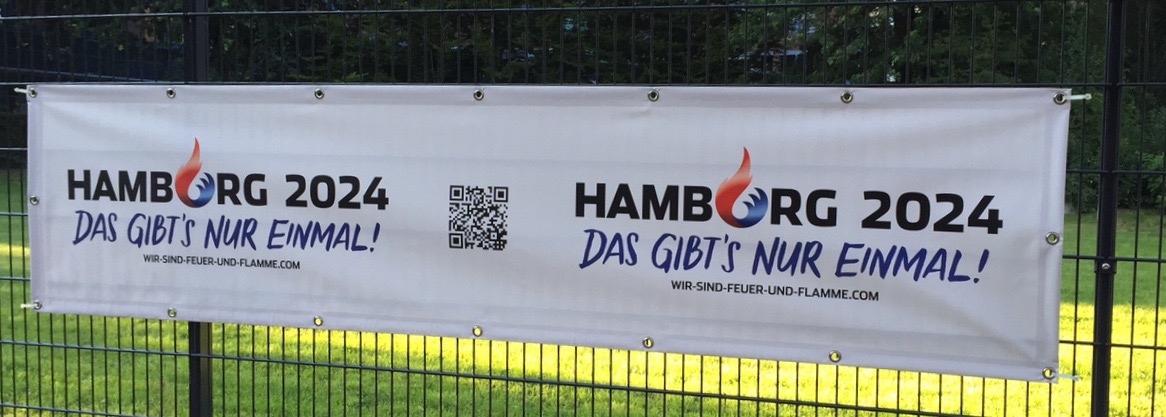 HAMBURG 2024
DAS GIBT'S NUR EINMAL!
WIR-SIND-FEUER-UND-FLAMME.COM
HAMBURG 2024
DAS GIBT'S NUR EINMAL!
WIR-SIND-FEUER-UND-FLAMME.COM